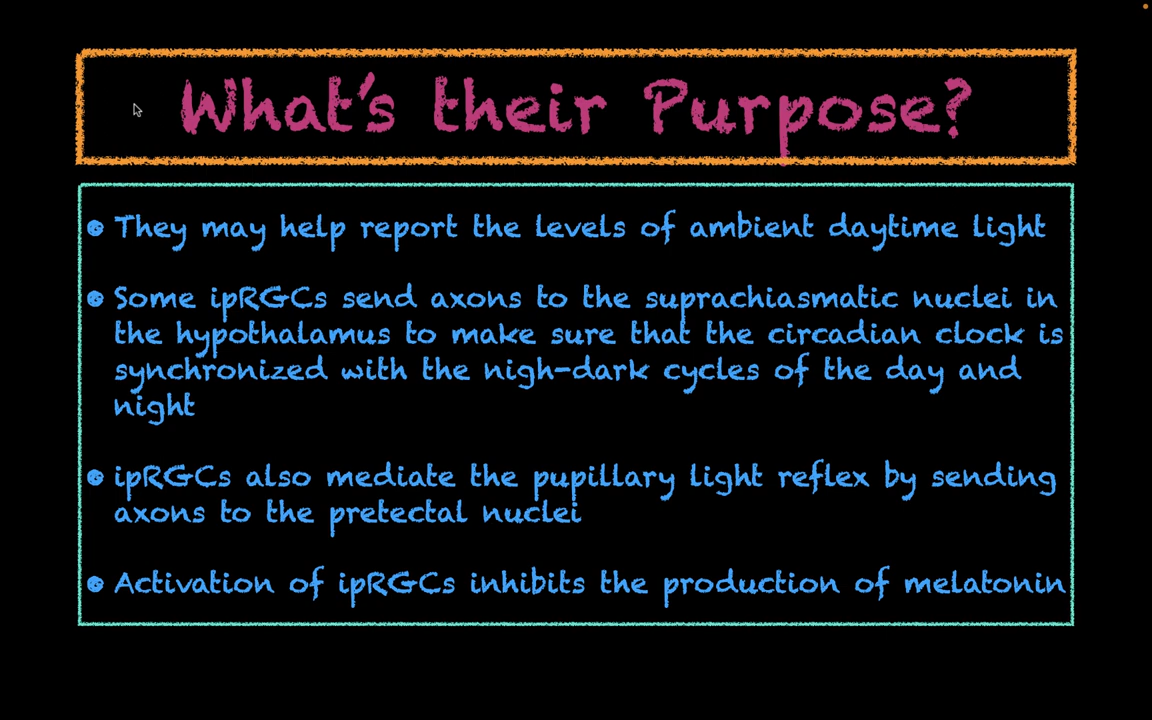 What's their Purpose?
• They may help report the levels of ambient daytime light
• Some ipRGCs send axons to the suprachiasmatic nuclei in
the hypothalamus to make sure that the circadian clock is
synchronized with the nigh-dark cycles of the day and
night
• ipRGCs also mediate the pupillary light reflex by sending
axons to the pretectal nuclei
• Activation of ipRGCs inhibits the production of melatonin